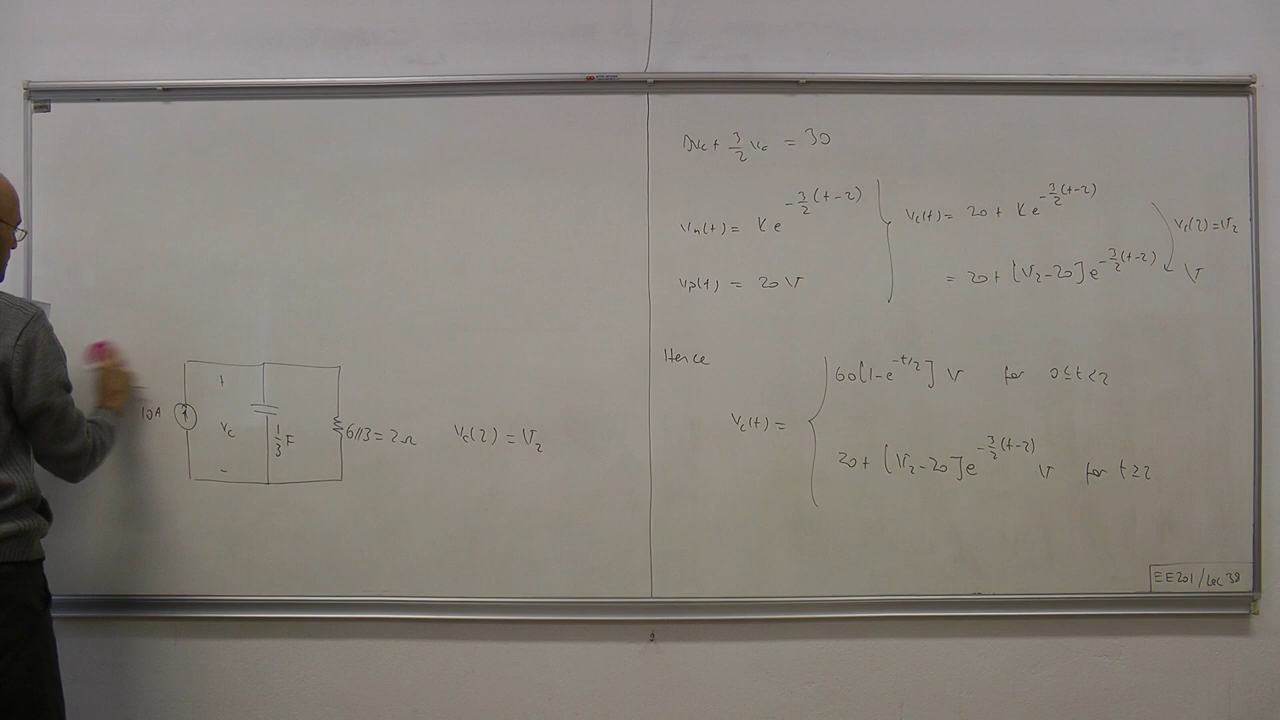 10A
+
Vc
-
1/3 F
6//3 = 2Ω
Vc(2) = V₂
DVc + 3/2 Vc = 30
Vh(t) = K e^{-3/2(t-2)}
Vp(t) = 20 V
Vc(t) = 20 + K e^{-3/2(t-2)}
= 20 + [V₂-20] e^{-3/2(t-2)} V
Vc(2) = V₂
Hence
Vc(t) =
60[1-e^{-t/2}] V for 0≤t<2
20 + [V₂-20] e^{-3/2(t-2)} V for t≥2
EE201/Lec 38